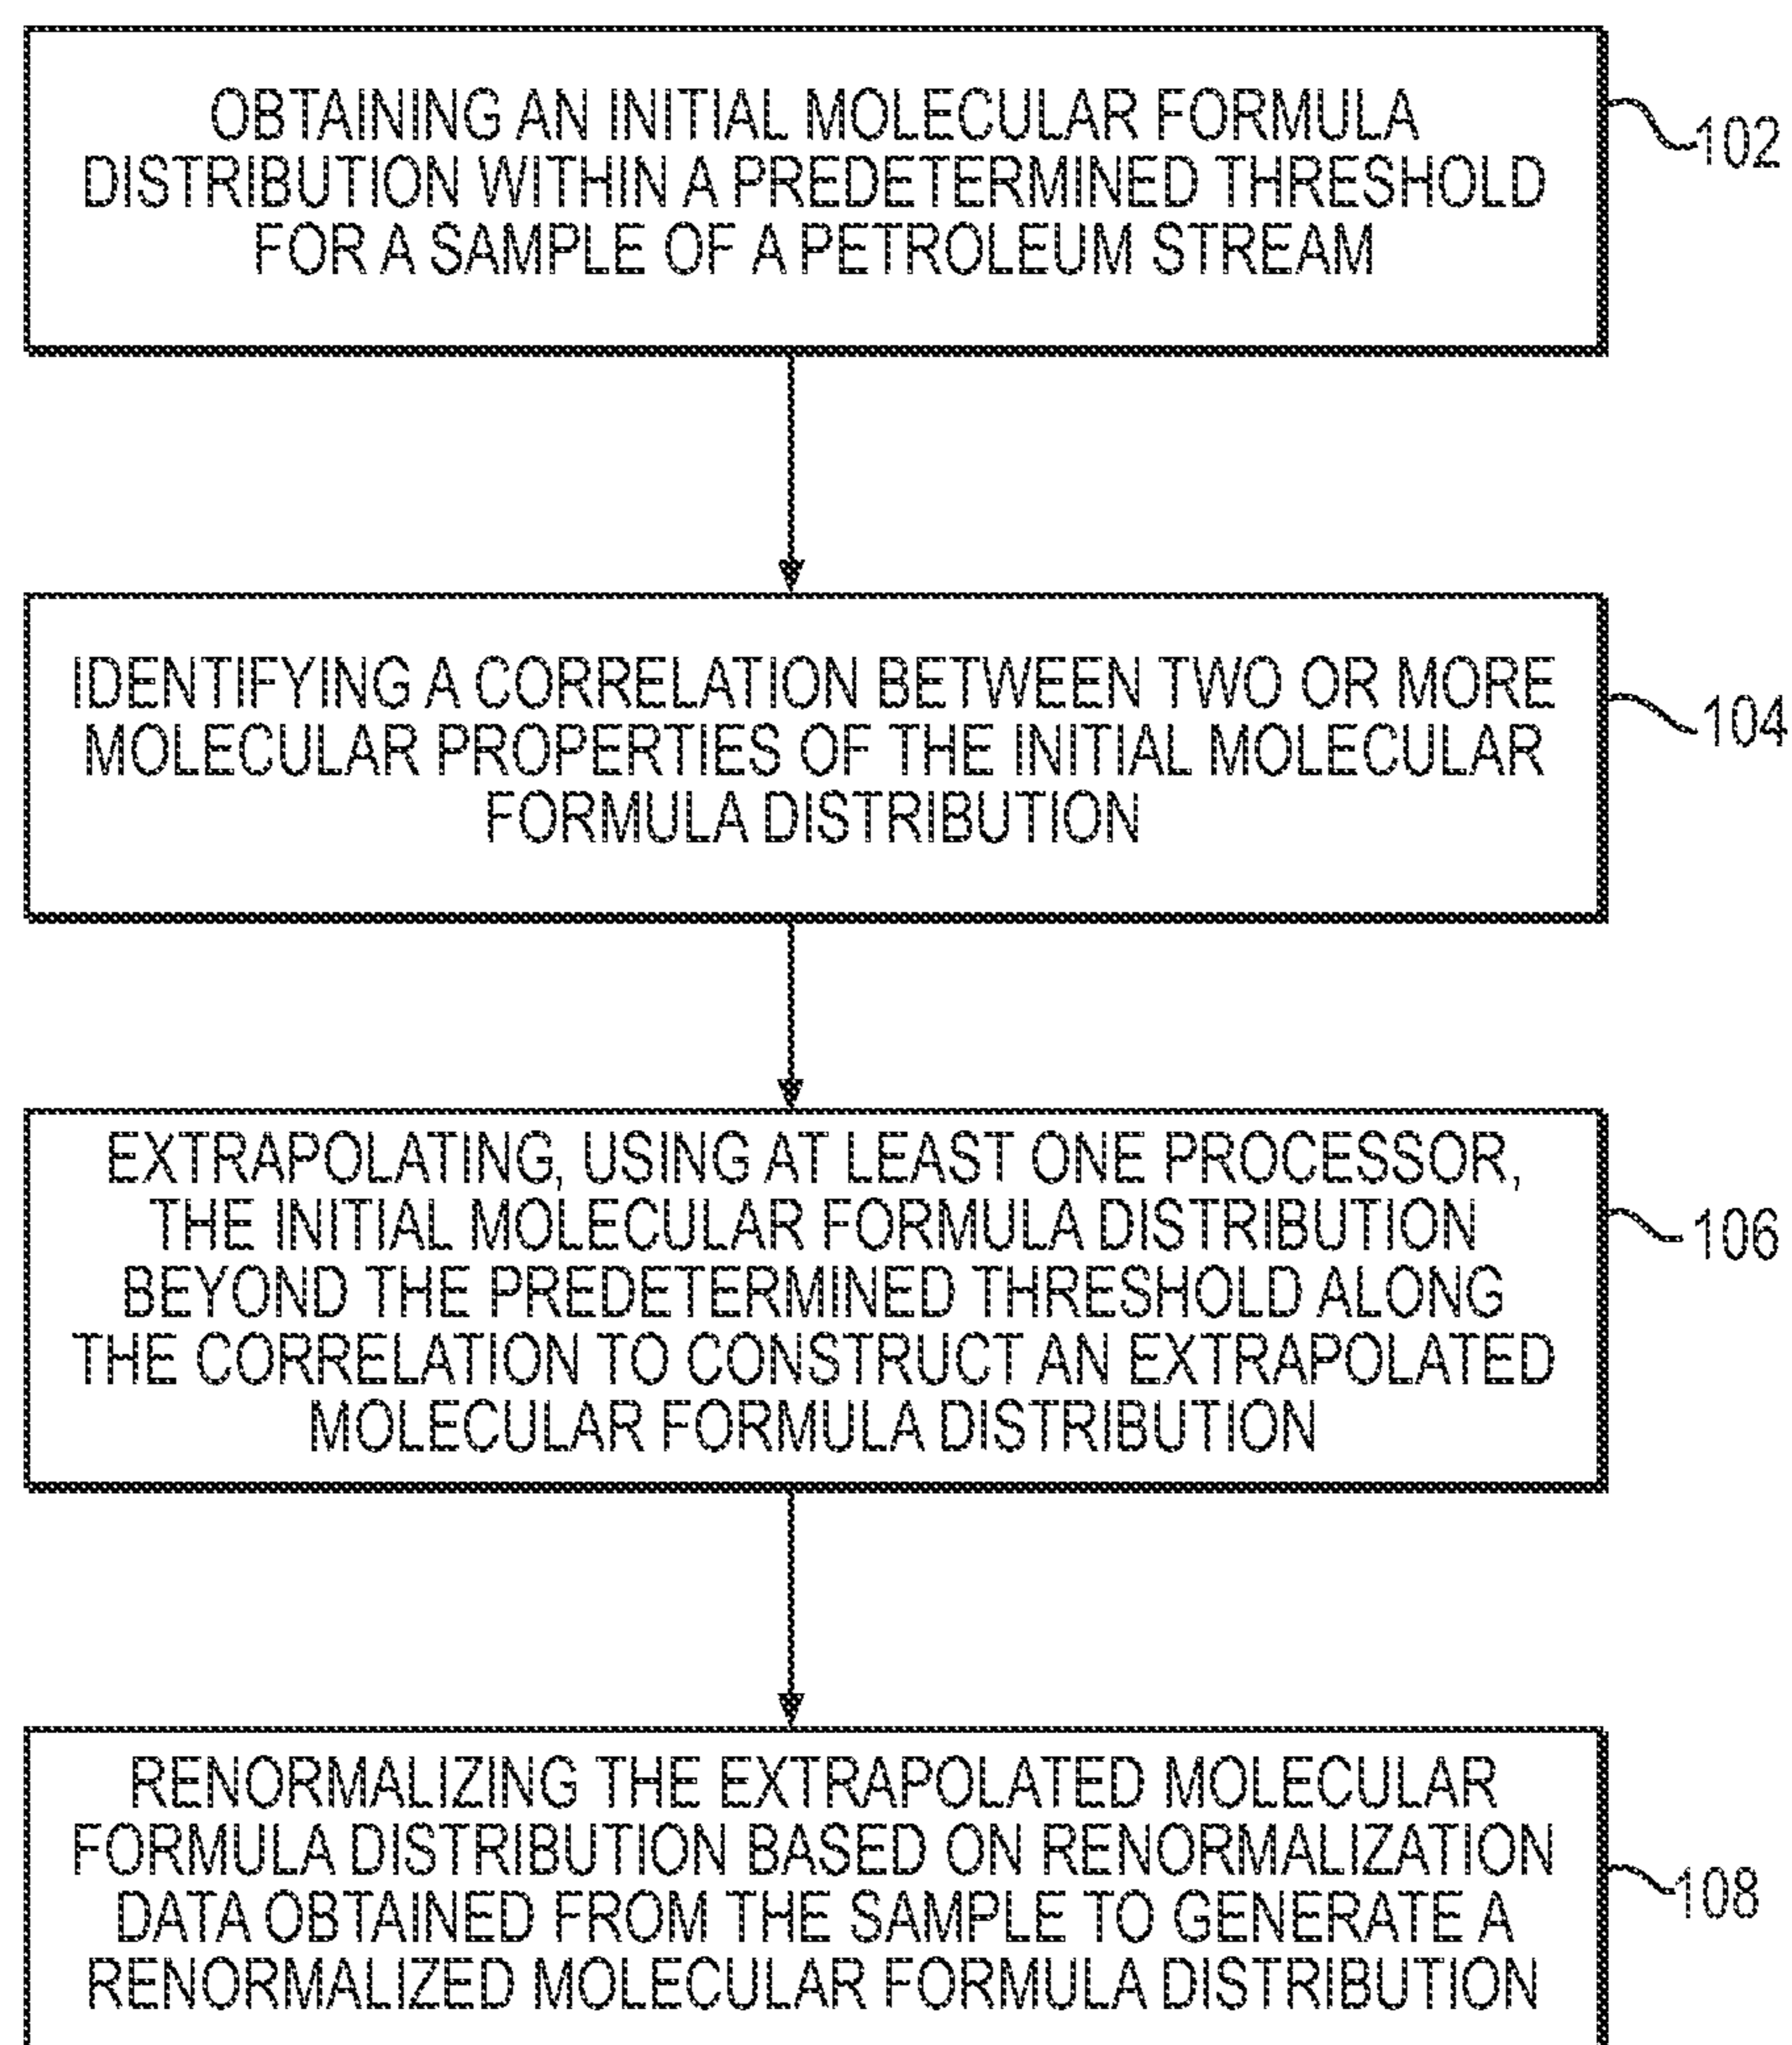 OBTAINING AN INITIAL MOLECULAR FORMULA
DISTRIBUTION WITHIN A PREDETERMINED THRESHOLD
FOR A SAMPLE OF A PETROLEUM STREAM
102
IDENTIFYING A CORRELATION BETWEEN TWO OR MORE
MOLECULAR PROPERTIES OF THE INITIAL MOLECULAR
FORMULA DISTRIBUTION
104
EXTRAPOLATING, USING AT LEAST ONE PROCESSOR,
THE INITIAL MOLECULAR FORMULA DISTRIBUTION
BEYOND THE PREDETERMINED THRESHOLD ALONG
THE CORRELATION TO CONSTRUCT AN EXTRAPOLATED
MOLECULAR FORMULA DISTRIBUTION
106
RENORMALIZING THE EXTRAPOLATED MOLECULAR
FORMULA DISTRIBUTION BASED ON RENORMALIZATION
DATA OBTAINED FROM THE SAMPLE TO GENERATE A
RENORMALIZED MOLECULAR FORMULA DISTRIBUTION
108